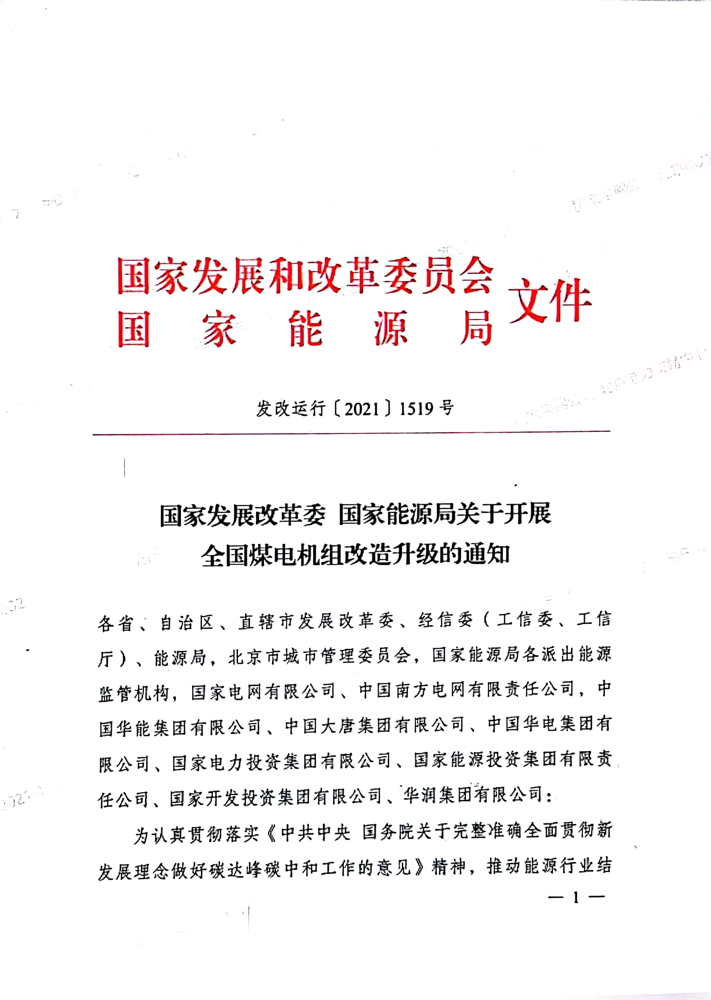 国家发展和改革委员会
国家能源局
文件
发改运行〔2021〕1519号
国家发展改革委 国家能源局关于开展
全国煤电机组改造升级的通知
各省、自治区、直辖市发展改革委、经信委（工信委、工信
厅）、能源局，北京市城市管理委员会，国家能源局各派出能源
监管机构，国家电网有限公司、中国南方电网有限责任公司，中
国华能集团有限公司、中国大唐集团有限公司、中国华电集团有
限公司、国家电力投资集团有限公司、国家能源投资集团有限责
任公司、国家开发投资集团有限公司、华润集团有限公司：
为认真贯彻落实《中共中央 国务院关于完整准确全面贯彻新
发展理念做好碳达峰碳中和工作的意见》精神，推动能源行业结
— 1 —